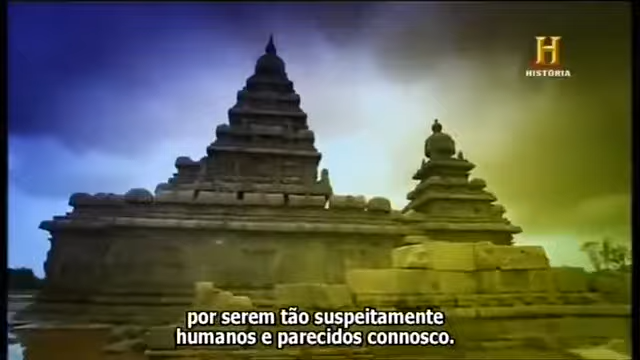 H
HISTÓRIA
por serem tão suspeitamente
humanos e parecidos connosco.